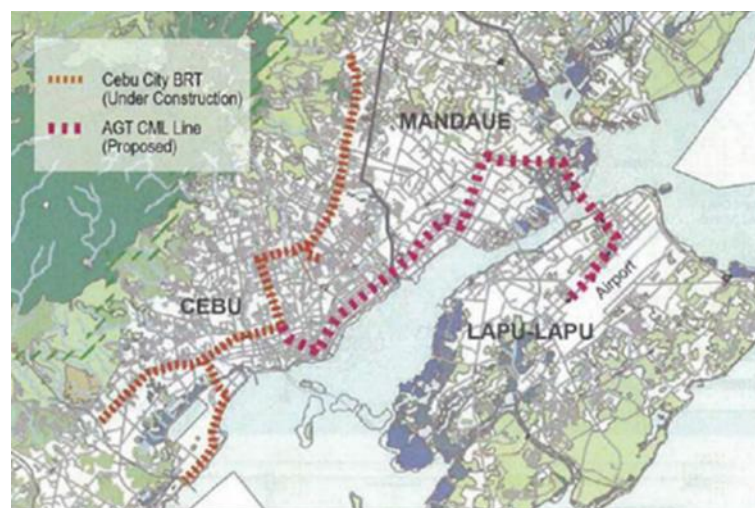 Cebu City BRT
(Under Construction)
AGT CML Line
(Proposed)
MANDAUE
CEBU
Airport
LAPU-LAPU